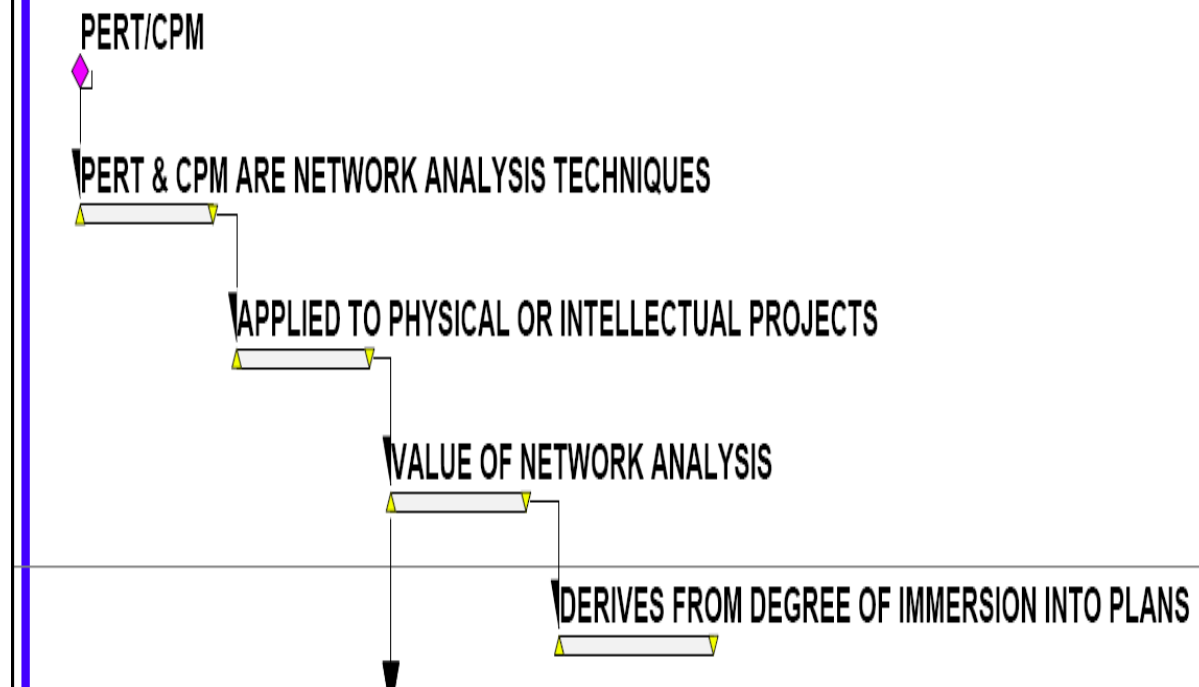 PERT/CPM
PERT & CPM ARE NETWORK ANALYSIS TECHNIQUES
APPLIED TO PHYSICAL OR INTELLECTUAL PROJECTS
VALUE OF NETWORK ANALYSIS
DERIVES FROM DEGREE OF IMMERSION INTO PLANS